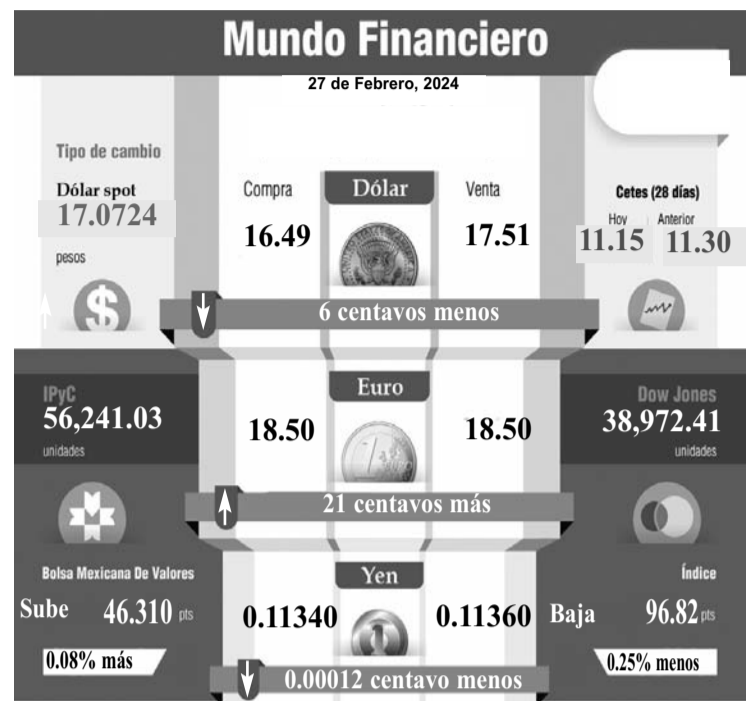 Mundo Financiero
27 de Febrero, 2024
Tipo de cambio
Dólar spot
17.0724
pesos
Compra
Dólar
Venta
16.49
17.51
Cetes (28 días)
Hoy Anterior
11.15 11.30
6 centavos menos
IPyC
56,241.03
unidades
Euro
18.50
18.50
Dow Jones
38,972.41
unidades
21 centavos más
Bolsa Mexicana De Valores
Sube 46.310 pts
0.08% más
Yen
0.11340
0.11360
Índice
Baja 96.82 pts
0.25% menos
0.00012 centavo menos